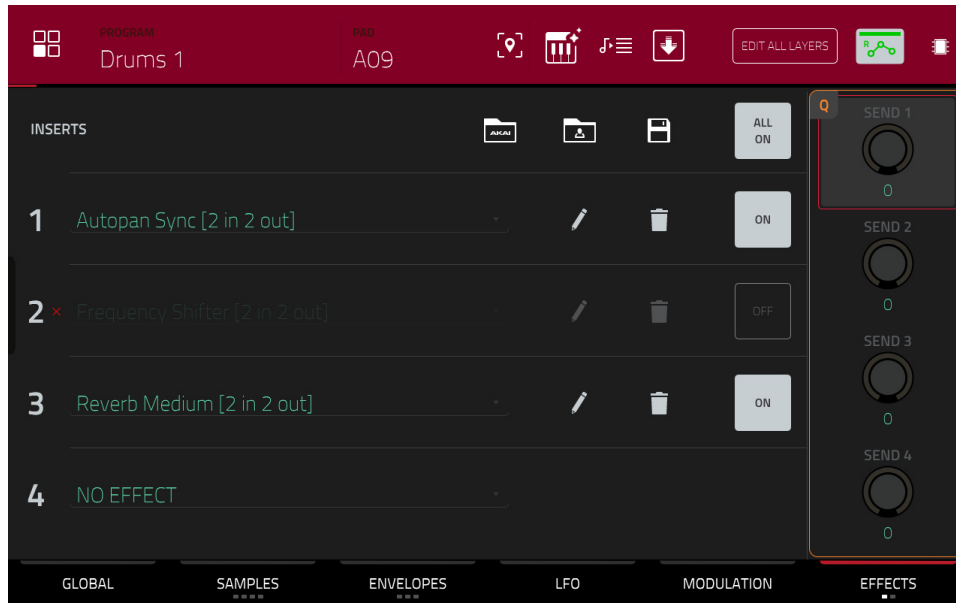 PROGRAM
Drums 1
PAD
A09
EDIT ALL LAYERS
R
INSERTS
AKAI
ALL
ON
1
Autopan Sync [2 in 2 out]
ON
2
×
Frequency Shifter [2 in 2 out]
OFF
3
Reverb Medium [2 in 2 out]
ON
4
NO EFFECT
Q
SEND 1
0
SEND 2
0
SEND 3
0
SEND 4
0
GLOBAL
SAMPLES
ENVELOPES
LFO
MODULATION
EFFECTS